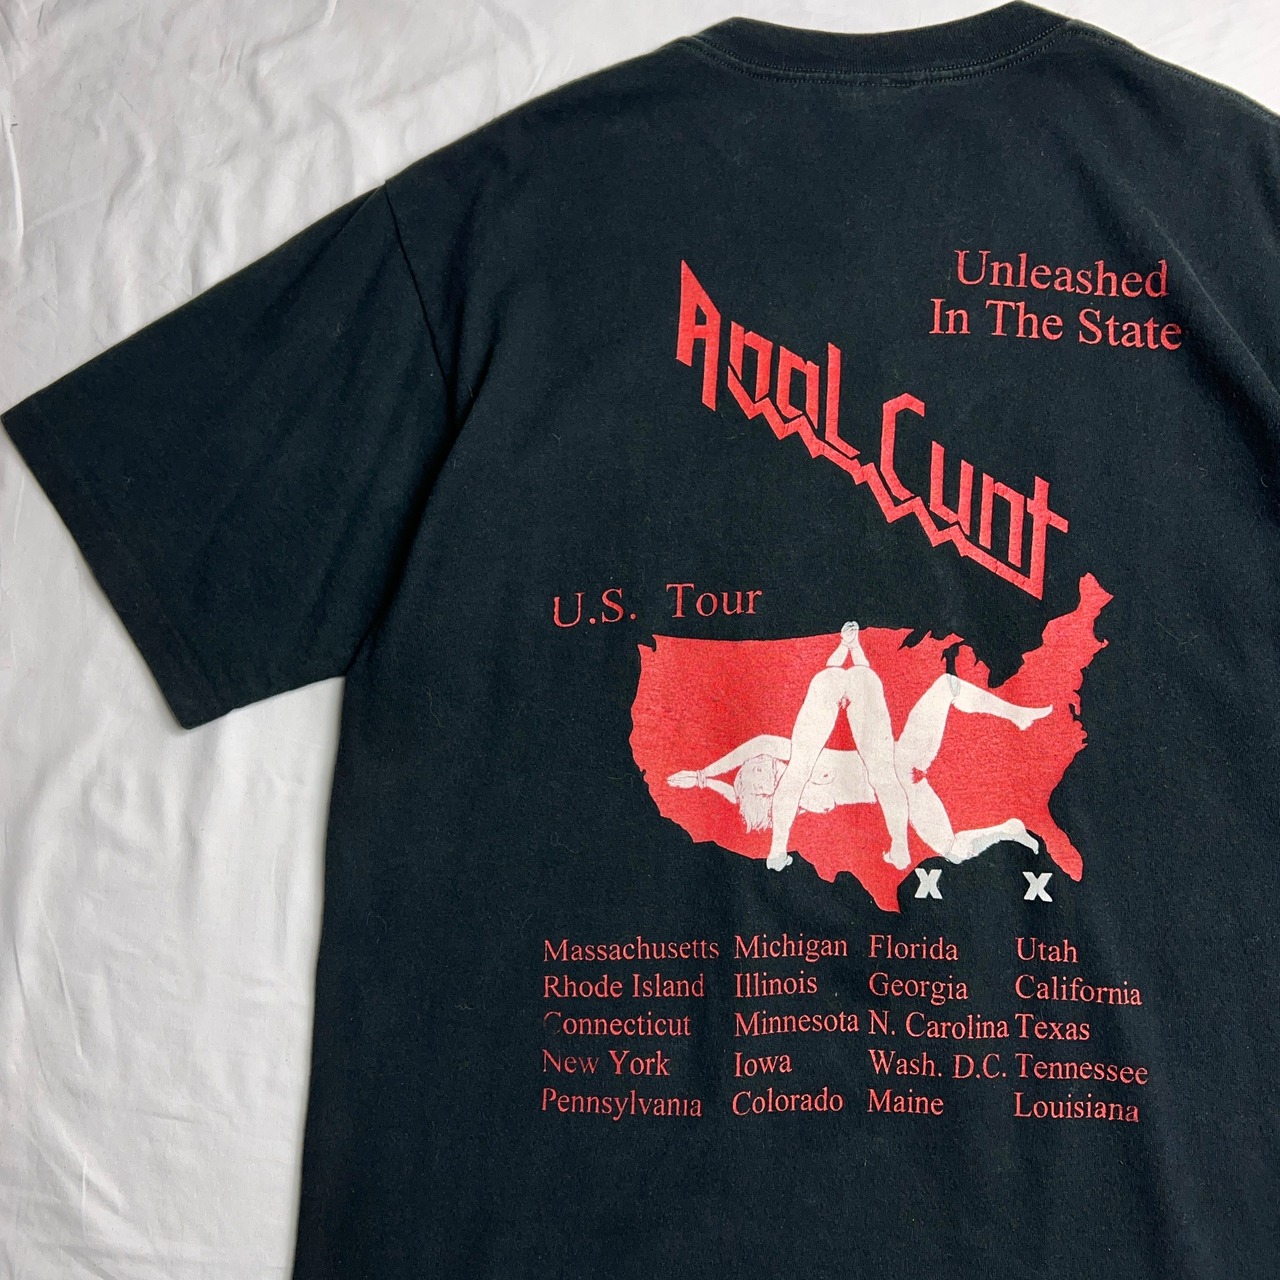 Unleashed
In The State
Anal Cunt
U.S. Tour
X X
Massachusetts Michigan Florida Utah
Rhode Island Illinois Georgia California
Connecticut Minnesota N. Carolina Texas
New York Iowa Wash. D.C. Tennessee
Pennsylvania Colorado Maine Louisiana